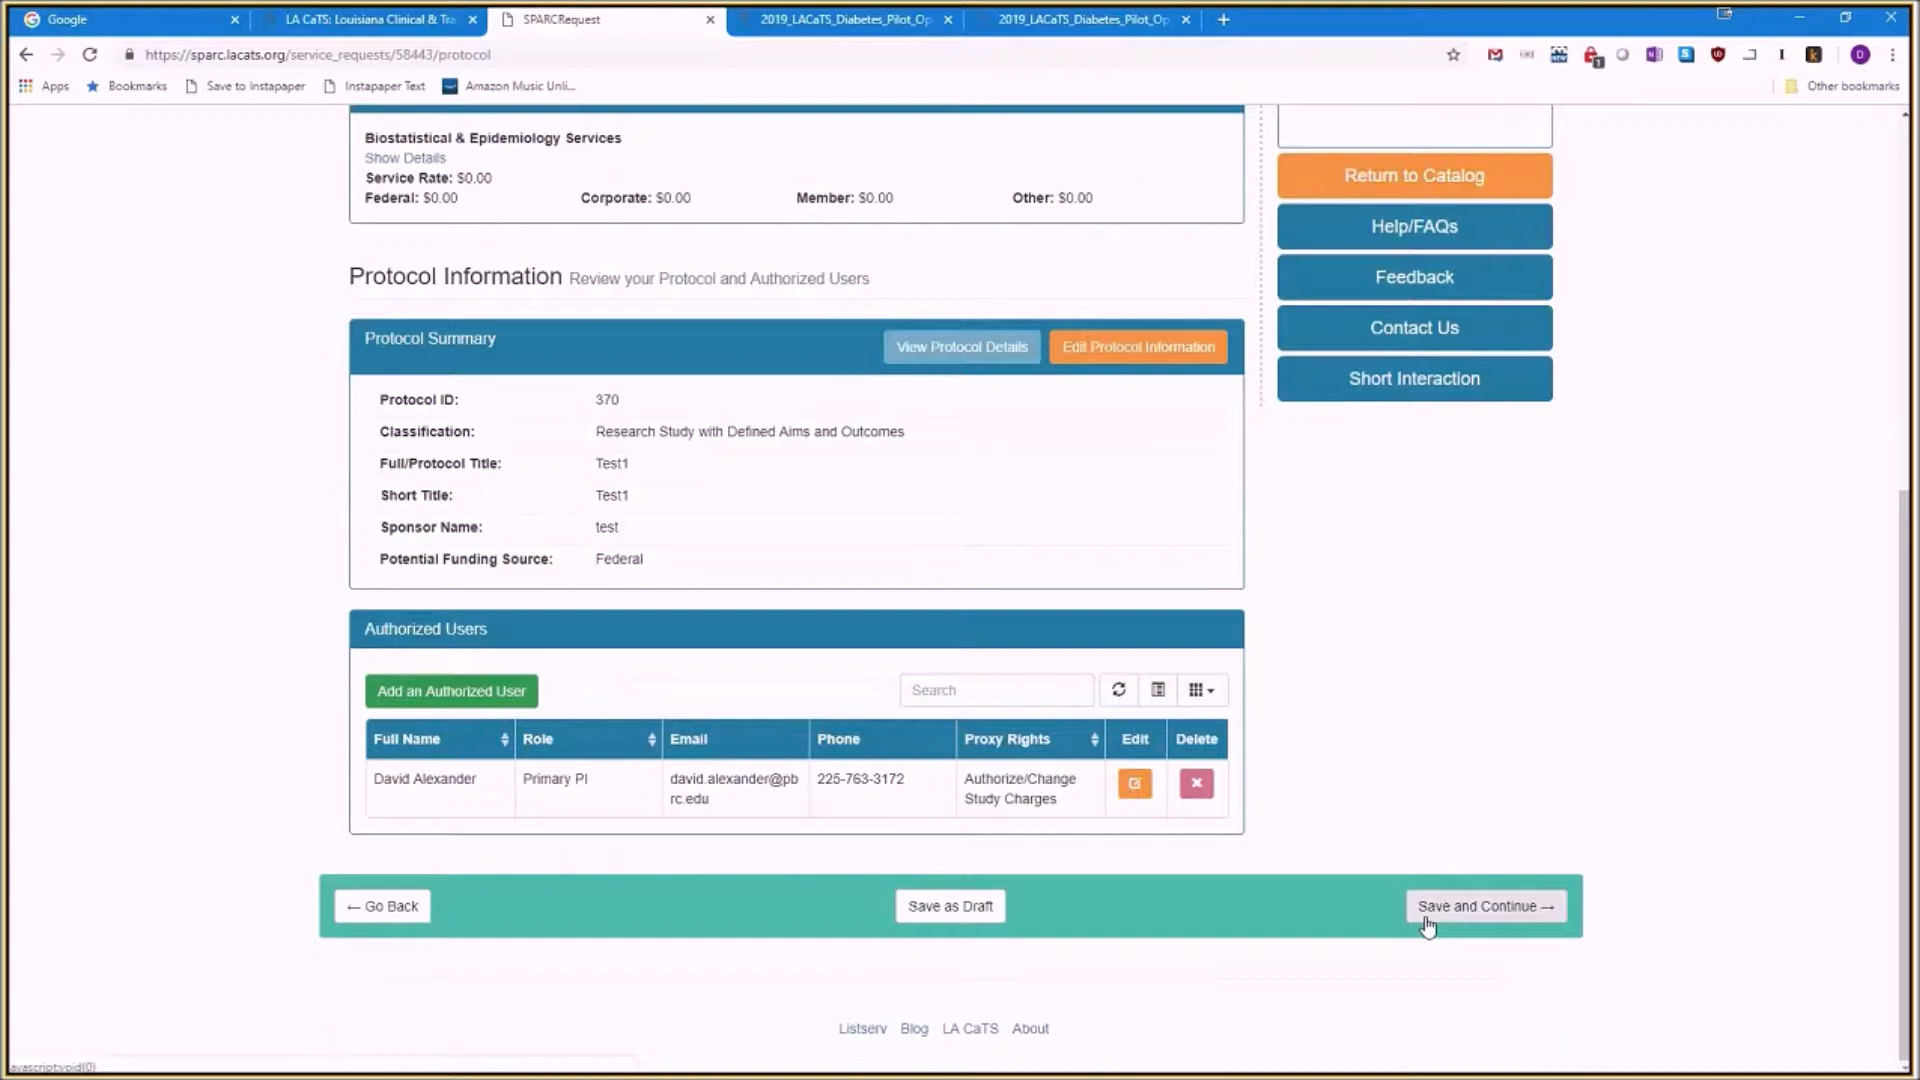 Google
LA CaTS: Louisiana Clinical & Tra
SPARCRequest
2019_LACaTS_Diabetes_Pilot_Op
2019_LACaTS_Diabetes_Pilot_Op
https://sparc.lacats.org/service_requests/58443/protocol
Apps
Bookmarks
Save to Instapaper
Instapaper Text
Amazon Music Unli...
Other bookmarks
Biostatistical & Epidemiology Services
Show Details
Service Rate: $0.00
Federal: $0.00 Corporate: $0.00 Member: $0.00 Other: $0.00
Return to Catalog
Help/FAQs
Feedback
Contact Us
Short Interaction
Protocol Information Review your Protocol and Authorized Users
Protocol Summary
View Protocol Details
Edit Protocol Information
Protocol ID: 370
Classification: Research Study with Defined Aims and Outcomes
Full/Protocol Title: Test1
Short Title: Test1
Sponsor Name: test
Potential Funding Source: Federal
Authorized Users
Add an Authorized User
Search
Full Name Role Email Phone Proxy Rights Edit Delete
David Alexander Primary PI david.alexander@pb 225-763-3172 Authorize/Change
rc.edu Study Charges
← Go Back
Save as Draft
Save and Continue →
Listserv Blog LA CaTS About